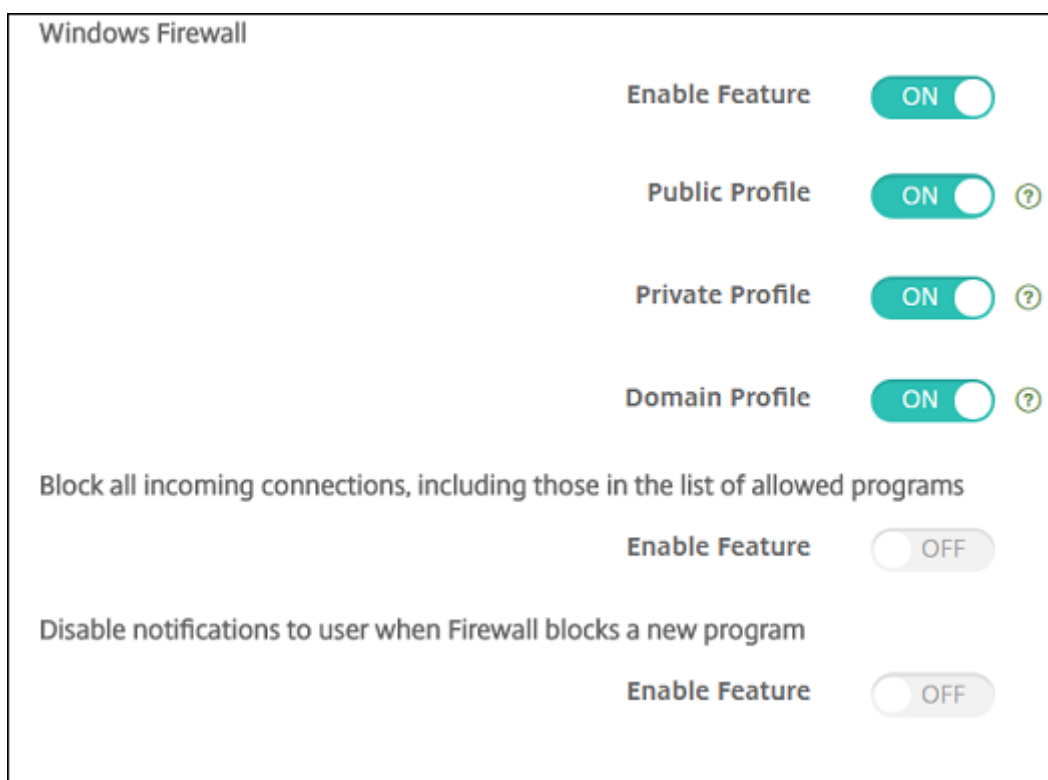 Windows Firewall
Enable Feature ON
Public Profile ON ?
Private Profile ON ?
Domain Profile ON ?
Block all incoming connections, including those in the list of allowed programs
Enable Feature OFF
Disable notifications to user when Firewall blocks a new program
Enable Feature OFF